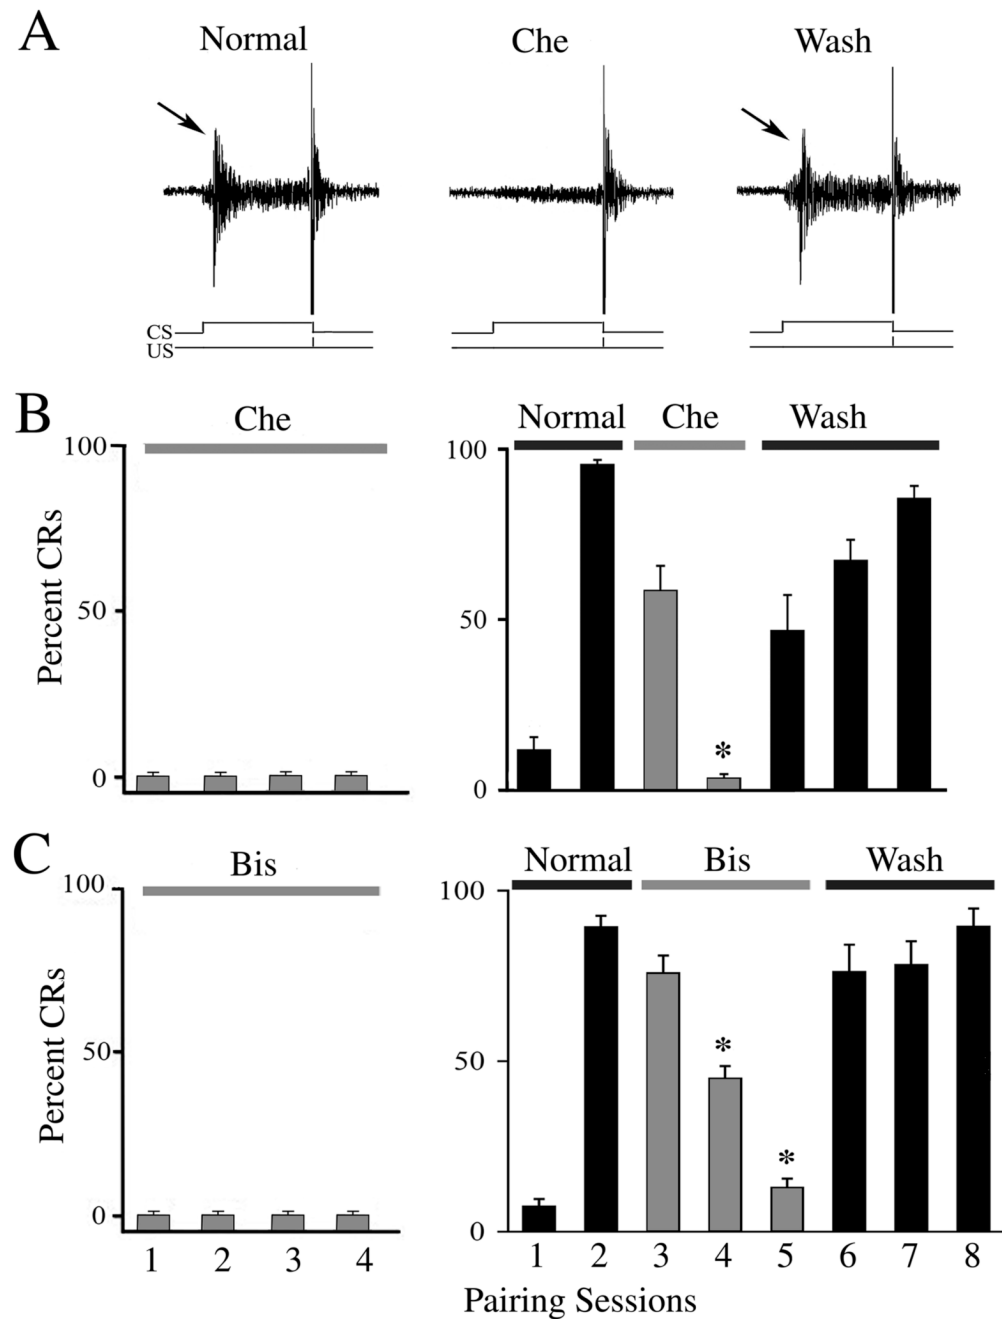 A
Normal
Che
Wash
CS
US
B
Che
Normal Che Wash
100
50
0
Percent CRs
100
50
0
*
C
Bis
Normal Bis Wash
100
50
0
Percent CRs
1 2 3 4
100
50
0
*
*
1 2 3 4 5 6 7 8
Pairing Sessions